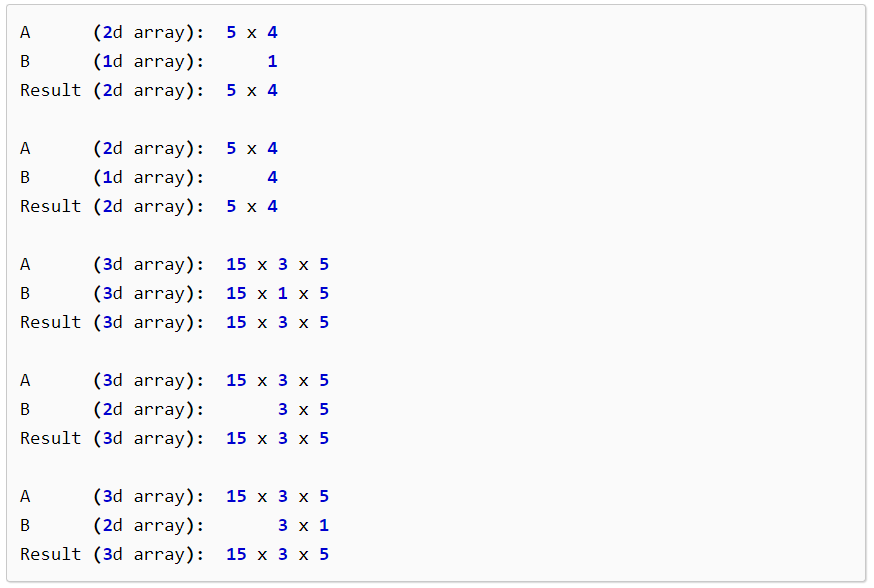 A      (2d array):  5 x 4
B      (1d array):      1
Result (2d array):  5 x 4

A      (2d array):  5 x 4
B      (1d array):      4
Result (2d array):  5 x 4

A      (3d array):  15 x 3 x 5
B      (3d array):  15 x 1 x 5
Result (3d array):  15 x 3 x 5

A      (3d array):  15 x 3 x 5
B      (2d array):       3 x 5
Result (3d array):  15 x 3 x 5

A      (3d array):  15 x 3 x 5
B      (2d array):       3 x 1
Result (3d array):  15 x 3 x 5